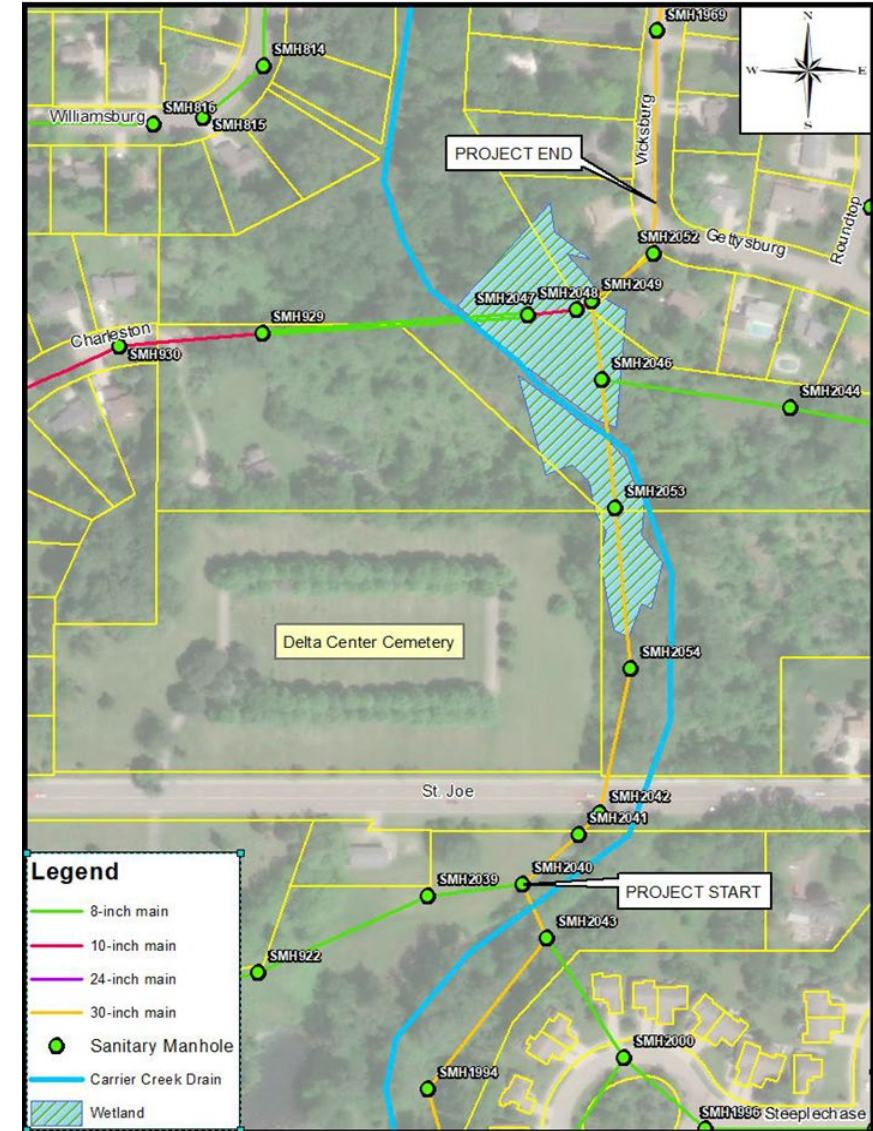 SMH1969
N
W
E
S
SMH814
SMH816
Williamsburg
SMH815
Vicksburg
PROJECT END
Roundtop
SMH2052
Gettysburg
SMH2049
SMH2048
SMH2047
SMH929
Charleston
SMH930
SMH2046
SMH2044
SMH2053
Delta Center Cemetery
SMH2054
St. Joe
SMH2042
SMH2041
SMH2040
SMH2039
PROJECT START
SMH2043
SMH922
SMH2000
SMH1994
SMH1996
Steeplechase
Legend
8-inch main
10-inch main
24-inch main
30-inch main
Sanitary Manhole
Carrier Creek Drain
Wetland